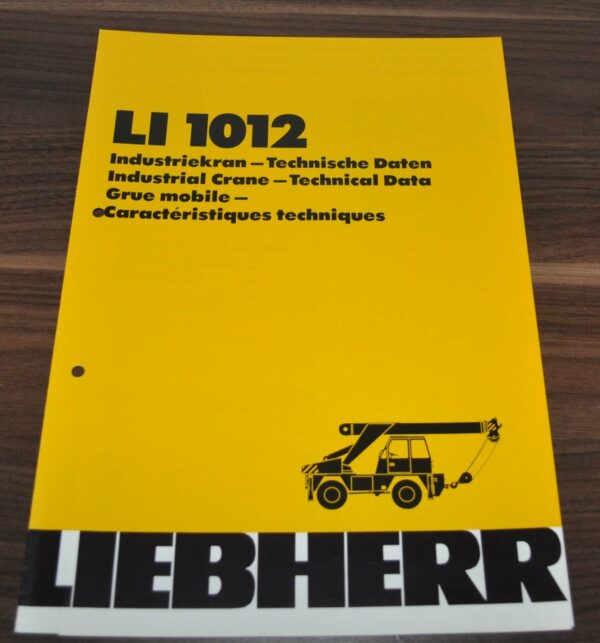 LI 1012
Industriekran – Technische Daten
Industrial Crane – Technical Data
Grue mobile –
Caractéristiques techniques
LIEBHERR